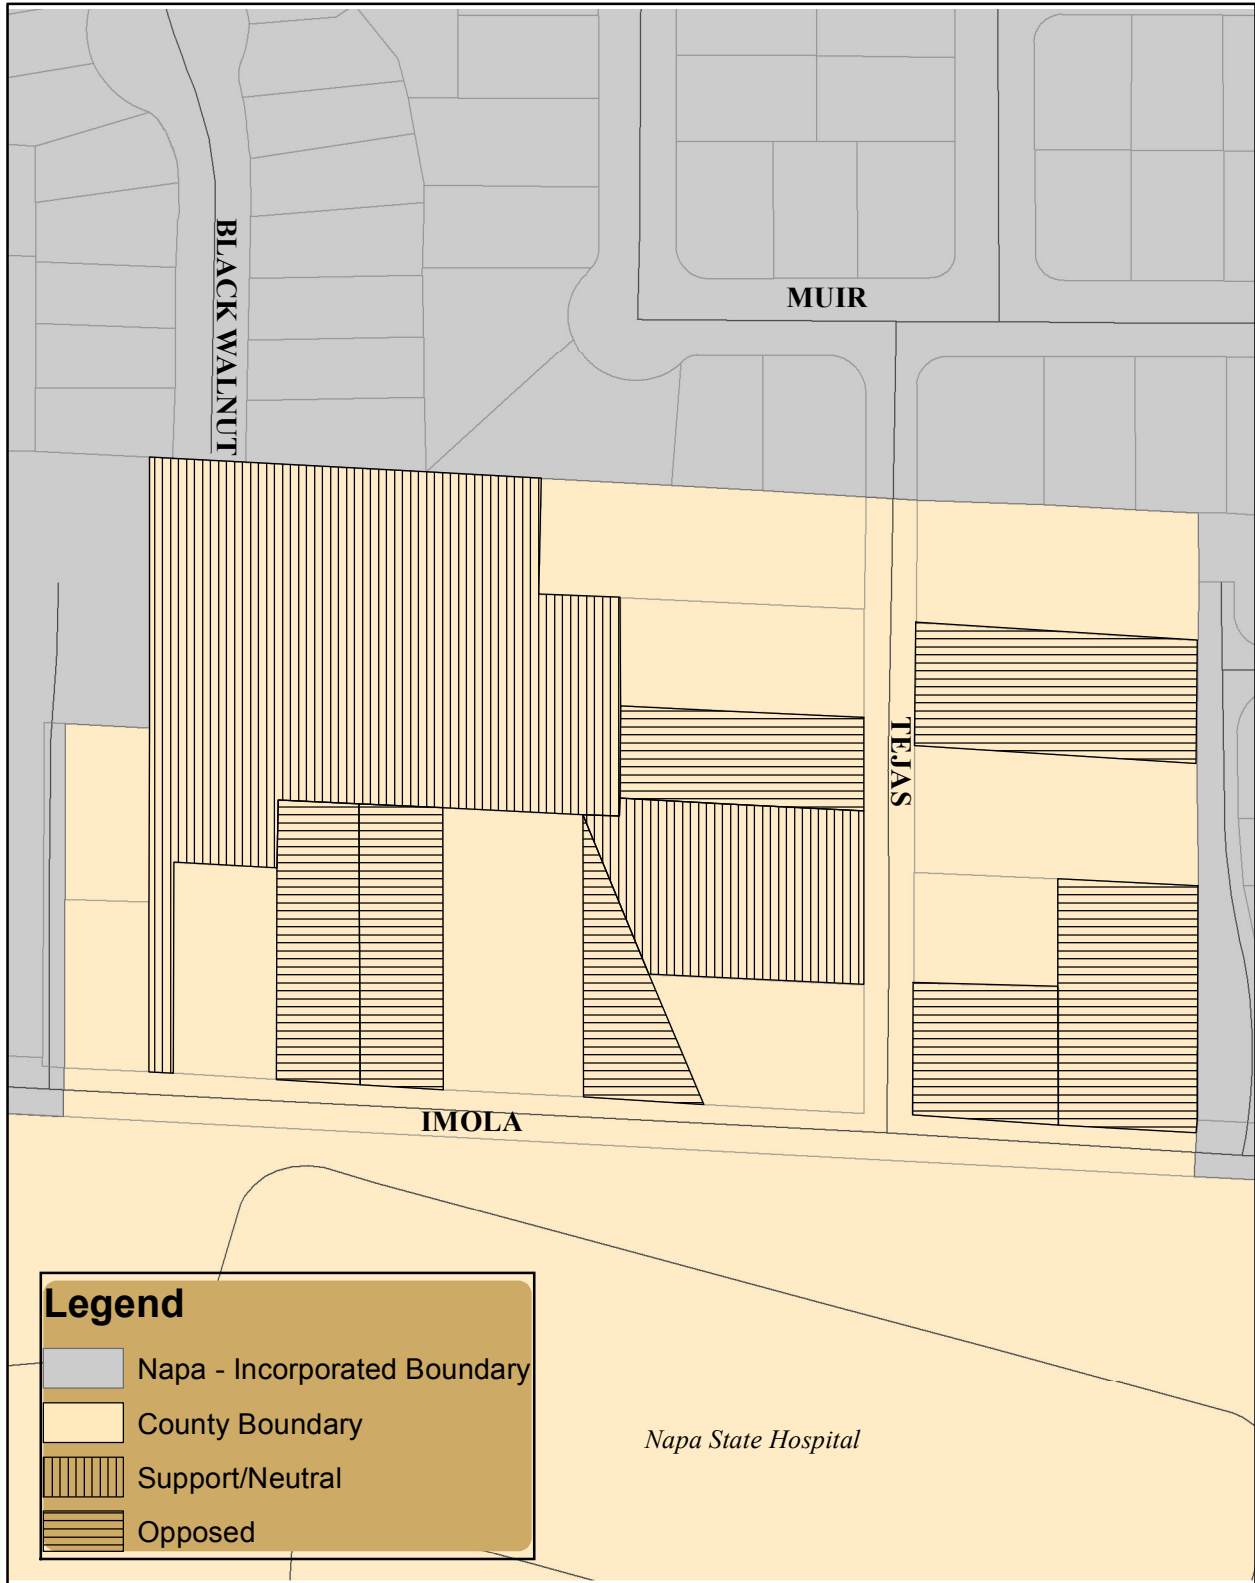 BLACK WALNUT
MUIR
TEJAS
IMOLA
Legend
Napa - Incorporated Boundary
County Boundary
Support/Neutral
Opposed
Napa State Hospital